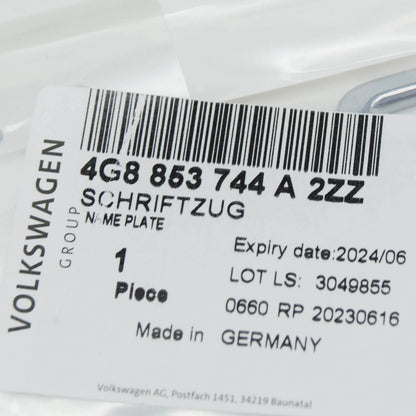 VOLKSWAGEN
GROUP
4G8 853 744 A 2ZZ
SCHRIFTZUG
NAME PLATE
1
Piece
Expiry date:2024/06
LOT LS: 3049855
0660 RP 20230616
Made in GERMANY
Volkswagen AG, Postfach 1451, 34219 Baunatal